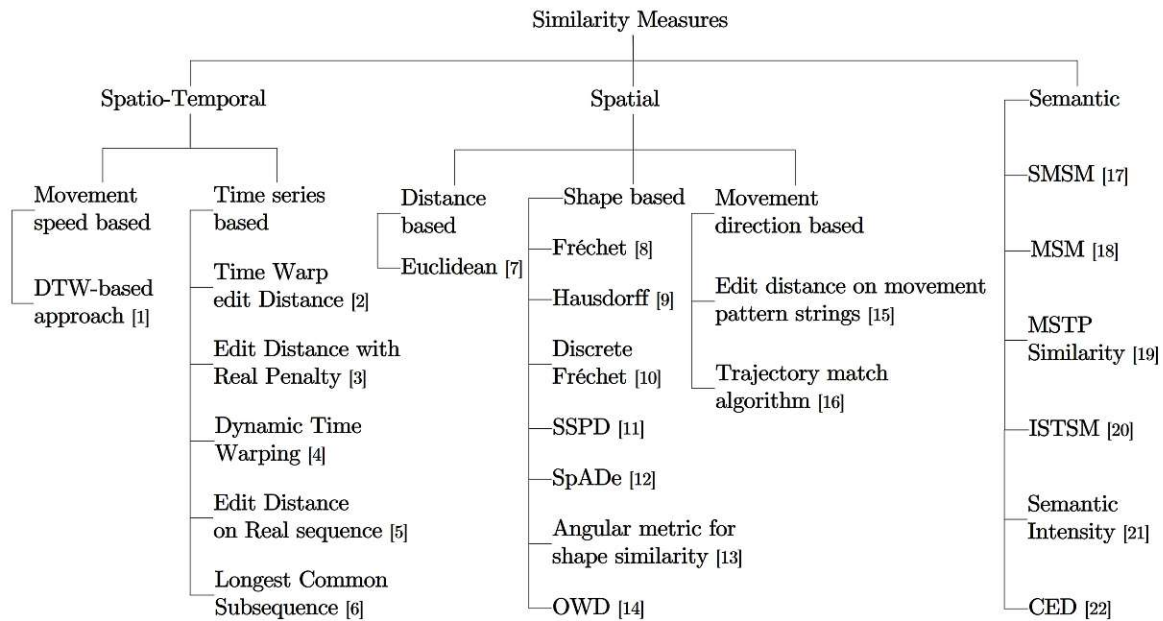 Similarity Measures
Spatio-Temporal
Spatial
Semantic
Movement
speed based
DTW-based
approach [1]
Time series
based
Time Warp
edit Distance [2]
Edit Distance with
Real Penalty [3]
Dynamic Time
Warping [4]
Edit Distance
on Real sequence [5]
Longest Common
Subsequence [6]
Distance
based
Euclidean [7]
Shape based
Fréchet [8]
Hausdorff [9]
Discrete
Fréchet [10]
SSPD [11]
SpADe [12]
Angular metric for
shape similarity [13]
OWD [14]
Movement
direction based
Edit distance on movement
pattern strings [15]
Trajectory match
algorithm [16]
SMSM [17]
MSM [18]
MSTP
Similarity [19]
ISTSM [20]
Semantic
Intensity [21]
CED [22]